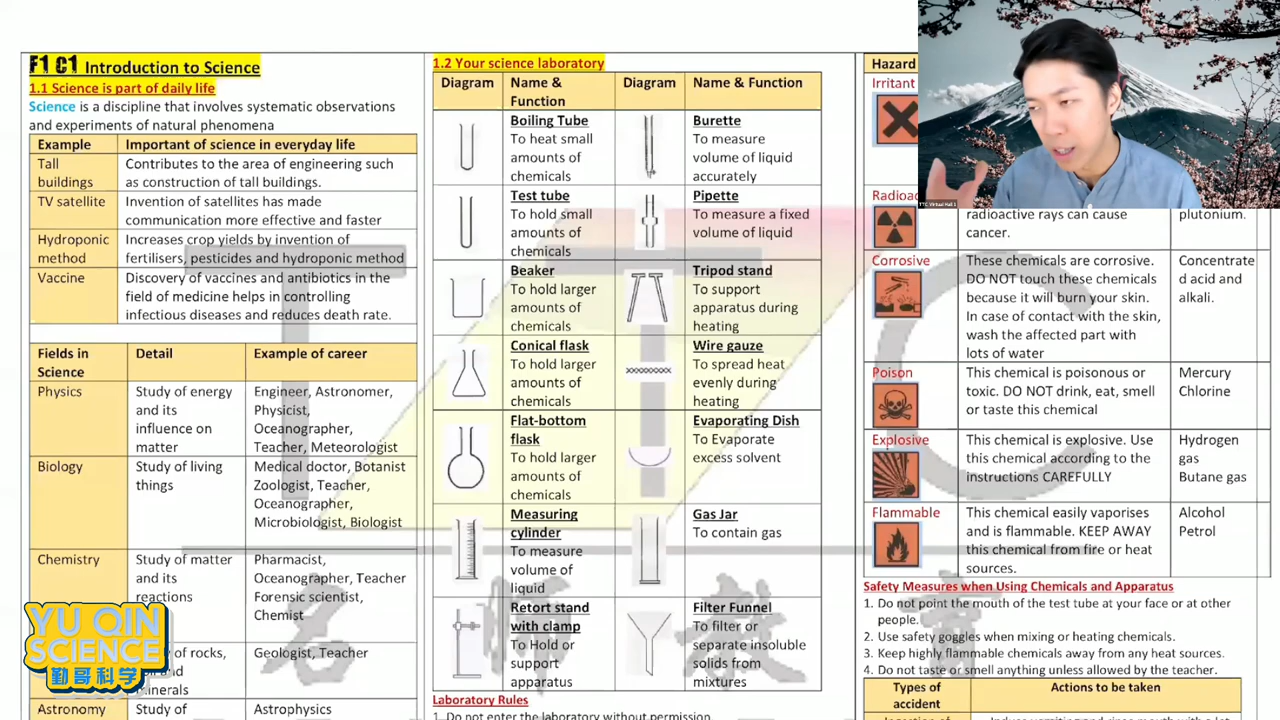 F1 C1 Introduction to Science
1.1 Science is part of daily life
Science is a discipline that involves systematic observations
and experiments of natural phenomena
Example
Important of science in everyday life
Tall
buildings
Contributes to the area of engineering such
as construction of tall buildings.
TV satellite
Invention of satellites has made
communication more effective and faster
Hydroponic
method
Increases crop yields by invention of
fertilisers, pesticides and hydroponic method
Vaccine
Discovery of vaccines and antibiotics in the
field of medicine helps in controlling
infectious diseases and reduces death rate.
Fields in
Science
Detail
Example of career
Physics
Study of energy
and its
influence on
matter
Engineer, Astronomer,
Physicist,
Oceanographer,
Teacher, Meteorologist
Biology
Study of living
things
Medical doctor, Botanist
Zoologist, Teacher,
Oceanographer,
Microbiologist, Biologist
Chemistry
Study of matter
and its
reactions
Pharmacist,
Oceanographer, Teacher
Forensic scientist,
Chemist
of rocks,
and
minerals
Geologist, Teacher
Astronomy
Study of
Astrophysics
YU QIN
SCIENCE
勤哥科学
1.2 Your science laboratory
Diagram
Name &
Function
Diagram
Name & Function
Boiling Tube
To heat small
amounts of
chemicals
Burette
To measure
volume of liquid
accurately
Test tube
To hold small
amounts of
chemicals
Pipette
To measure a fixed
volume of liquid
Beaker
To hold larger
amounts of
chemicals
Tripod stand
To support
apparatus during
heating
Conical flask
To hold larger
amounts of
chemicals
Wire gauze
To spread heat
evenly during
heating
Flat-bottom
flask
To hold larger
amounts of
chemicals
Evaporating Dish
To Evaporate
excess solvent
Measuring
cylinder
To measure
volume of
liquid
Gas Jar
To contain gas
Retort stand
with clamp
To Hold or
support
apparatus
Filter Funnel
To filter or
separate insoluble
solids from
mixtures
Laboratory Rules
1. Do not enter the laboratory without permission.
Hazard
Irritant
Radioac
radioactive rays can cause
cancer.
plutonium.
Corrosive
These chemicals are corrosive.
DO NOT touch these chemicals
because it will burn your skin.
In case of contact with the skin,
wash the affected part with
lots of water
Concentrate
d acid and
alkali.
Poison
This chemical is poisonous or
toxic. DO NOT drink, eat, smell
or taste this chemical
Mercury
Chlorine
Explosive
This chemical is explosive. Use
this chemical according to the
instructions CAREFULLY
Hydrogen
gas
Butane gas
Flammable
This chemical easily vaporises
and is flammable. KEEP AWAY
this chemical from fire or heat
sources.
Alcohol
Petrol
Safety Measures when Using Chemicals and Apparatus
1. Do not point the mouth of the test tube at your face or at other
people.
2. Use safety goggles when mixing or heating chemicals.
3. Keep highly flammable chemicals away from any heat sources.
4. Do not taste or smell anything unless allowed by the teacher.
Types of
accident
Actions to be taken
名師教育